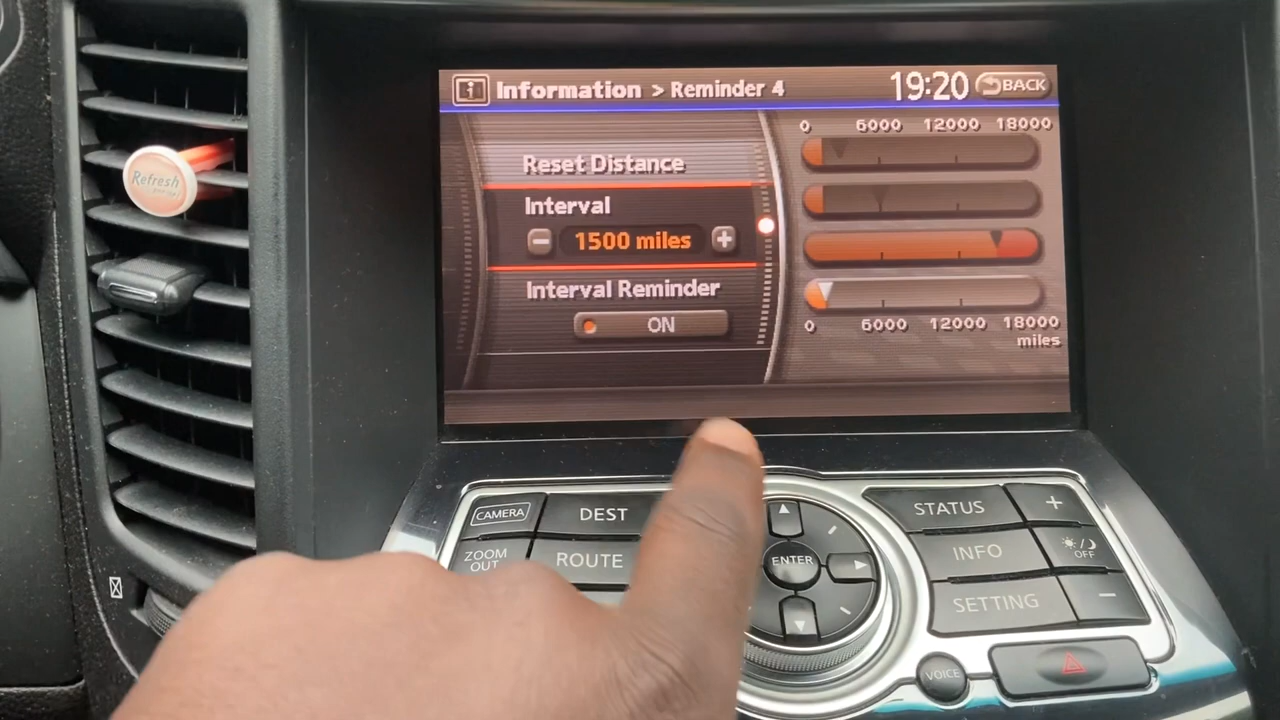 Information > Reminder 4
19:20
BACK
Reset Distance
Interval
1500 miles
Interval Reminder
ON
0 6000 12000 18000
0 6000 12000 18000
miles
Refresh
CAMERA
DEST
ZOOM
OUT
ROUTE
ENTER
STATUS
+
INFO
OFF
SETTING
−
VOICE